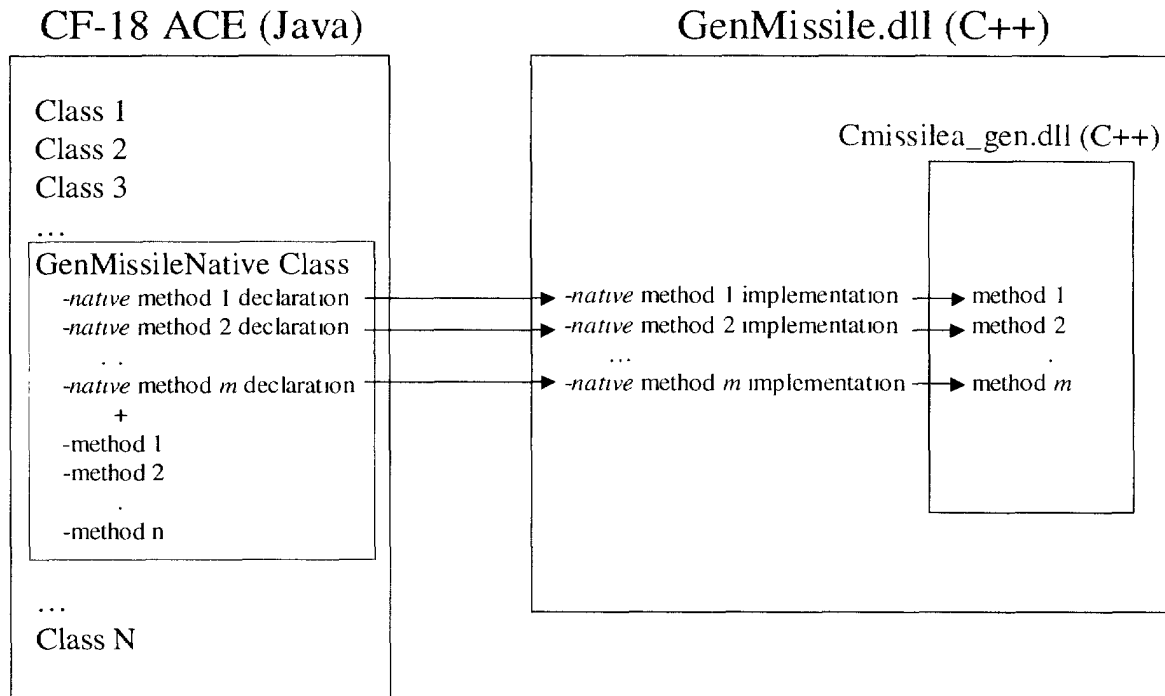 CF-18 ACE (Java)
GenMissile.dll (C++)
Class 1
Class 2
Class 3
...
GenMissileNative Class
-native method 1 declaration
-native method 2 declaration
. .
-native method m declaration
+
-method 1
-method 2
.
-method n
...
Class N
-native method 1 implementation
-native method 2 implementation
...
-native method m implementation
Cmissilea_gen.dll (C++)
method 1
method 2
.
method m